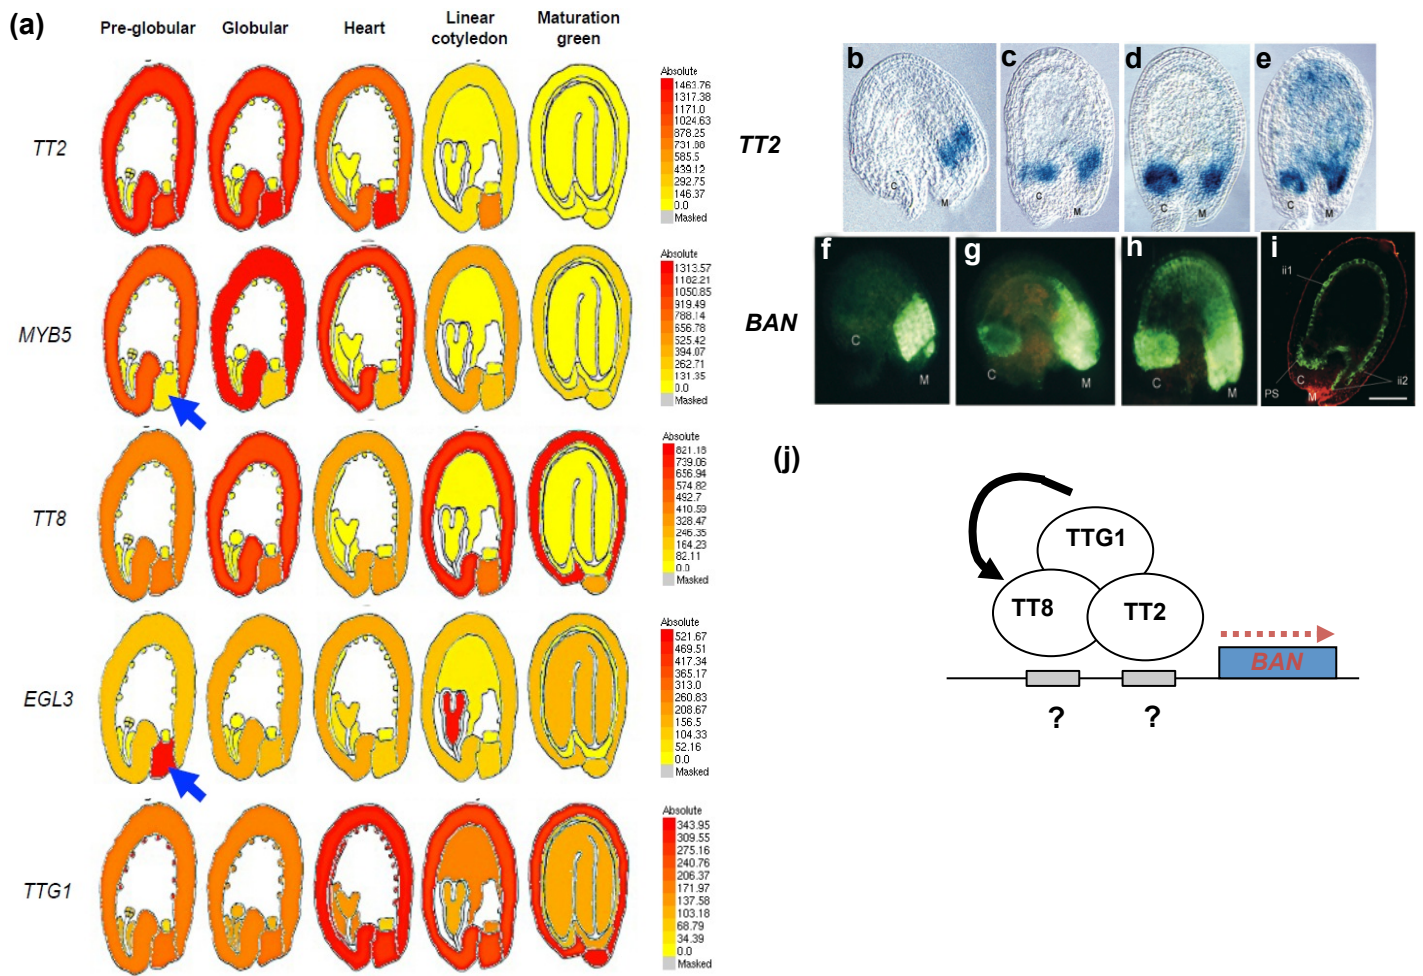 (a)
Pre-globular
Globular
Heart
Linear
cotyledon
Maturation
green
TT2
Absolute
1463.76
1317.38
1171.0
1024.63
878.25
731.88
585.5
439.12
292.75
146.37
0.0
Masked
MYB5
Absolute
1313.57
1182.21
1050.85
919.49
788.14
656.78
525.42
394.07
262.71
131.35
0.0
Masked
TT8
Absolute
821.18
739.06
656.94
574.82
492.7
410.59
328.47
246.35
164.23
82.11
0.0
Masked
EGL3
Absolute
521.67
469.51
417.34
365.17
313.0
260.83
208.67
156.5
104.33
52.16
0.0
Masked
TTG1
Absolute
343.95
309.55
275.16
240.76
206.37
171.97
137.58
103.18
68.79
34.39
0.0
Masked
TT2
b
C
M
c
C
M
d
C
M
e
C
M
BAN
f
C
M
g
C
M
h
C
M
i
ii1
C
PS
M
ii2
(j)
TTG1
TT8
TT2
BAN
?
?